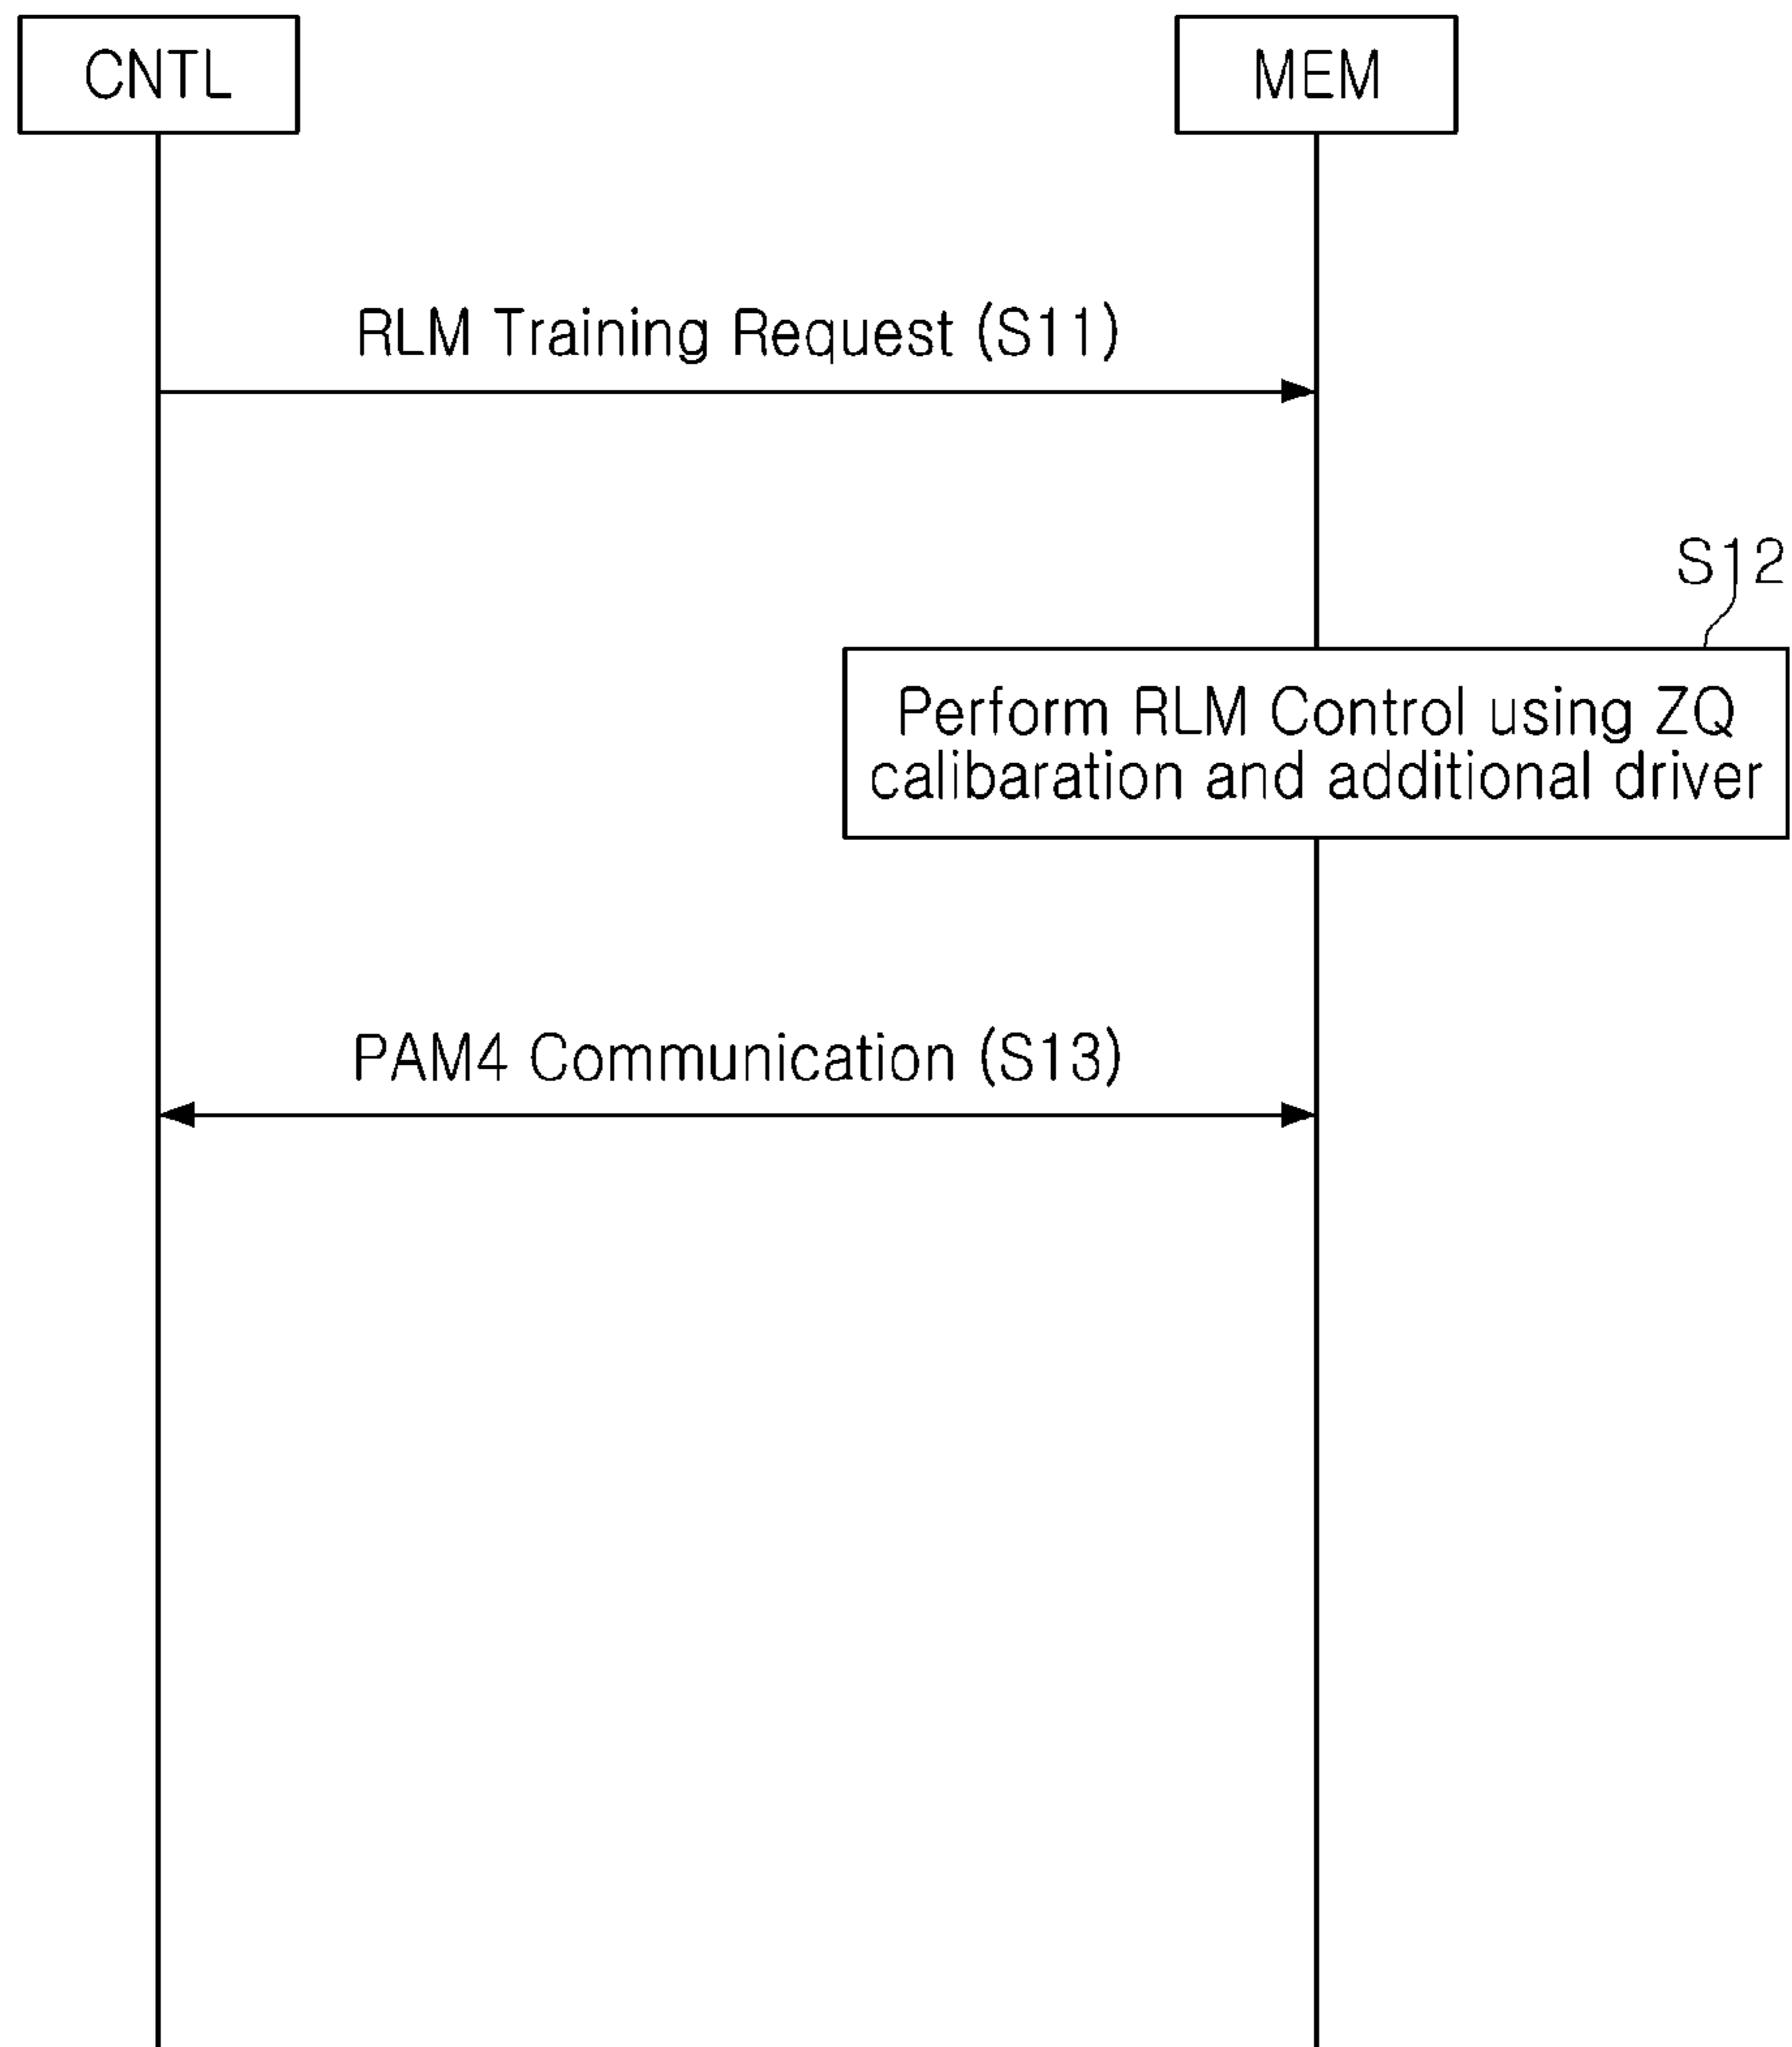 CNTL
MEM
RLM Training Request (S11)
S12
Perform RLM Control using ZQ
calibaration and additional driver
PAM4 Communication (S13)